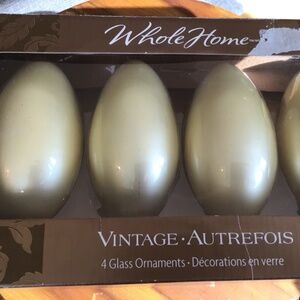 Whole Home
VINTAGE · AUTREFOIS
4 Glass Ornaments · Décorations en verre